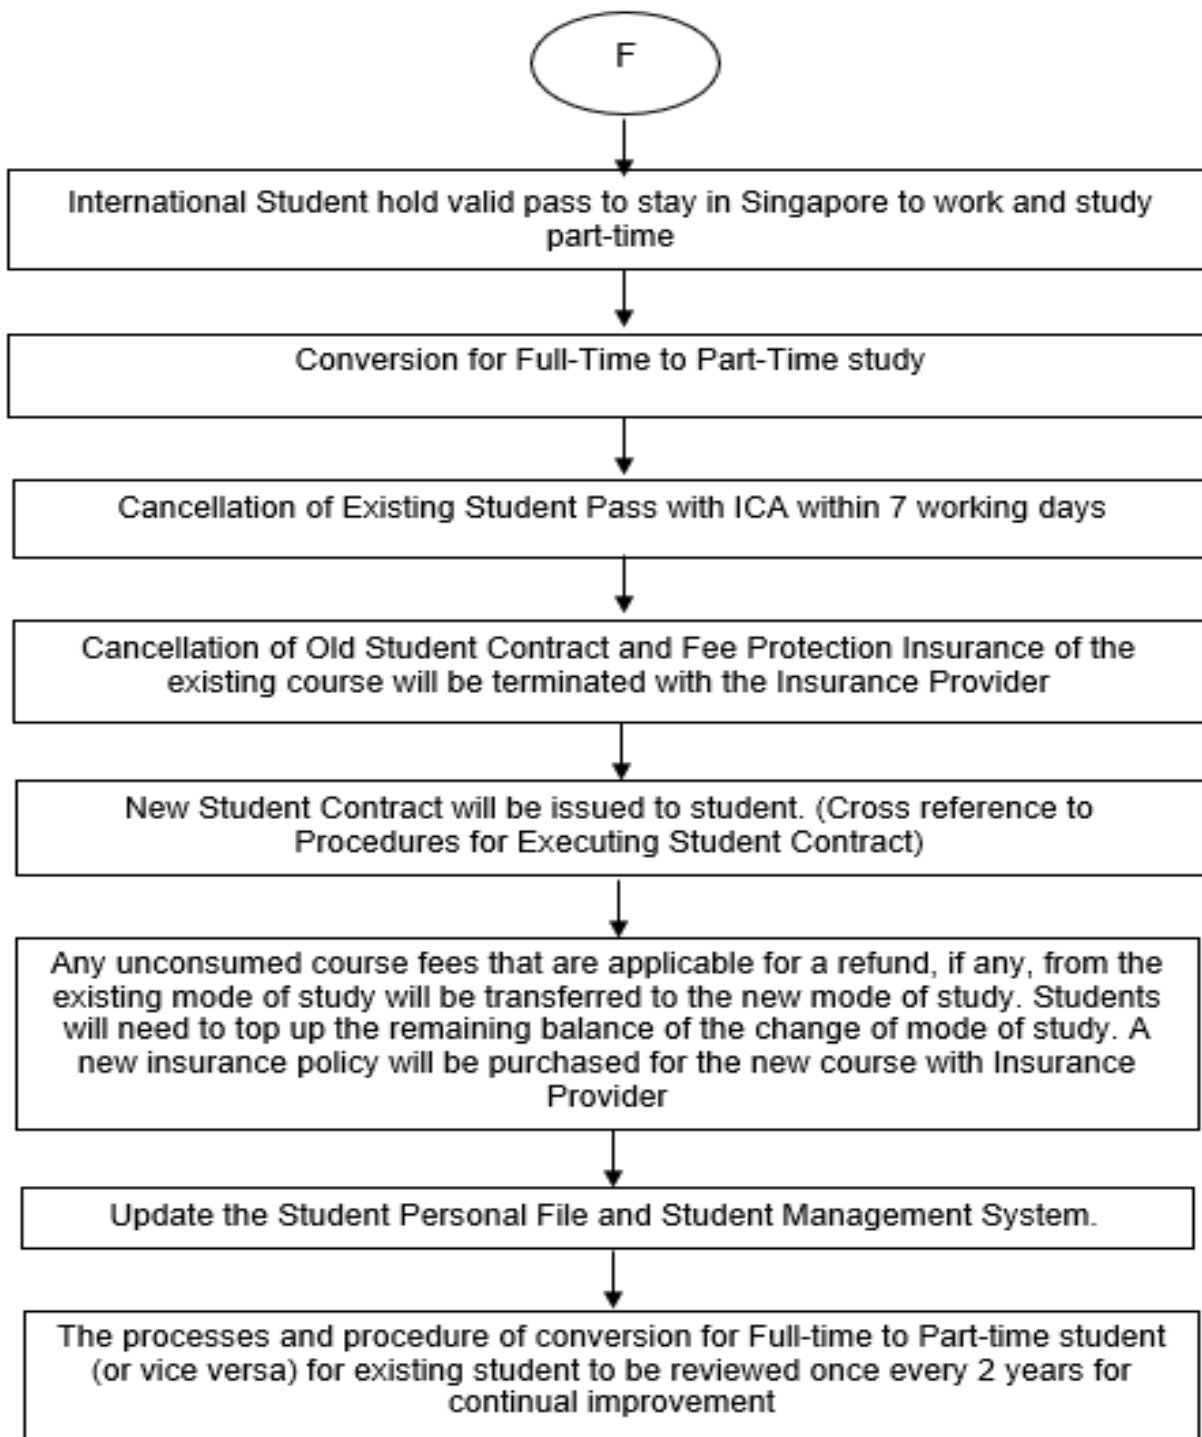 F
International Student hold valid pass to stay in Singapore to work and study
part-time
Conversion for Full-Time to Part-Time study
Cancellation of Existing Student Pass with ICA within 7 working days
Cancellation of Old Student Contract and Fee Protection Insurance of the
existing course will be terminated with the Insurance Provider
New Student Contract will be issued to student. (Cross reference to
Procedures for Executing Student Contract)
Any unconsumed course fees that are applicable for a refund, if any, from the
existing mode of study will be transferred to the new mode of study. Students
will need to top up the remaining balance of the change of mode of study. A
new insurance policy will be purchased for the new course with Insurance
Provider
Update the Student Personal File and Student Management System.
The processes and procedure of conversion for Full-time to Part-time student
(or vice versa) for existing student to be reviewed once every 2 years for
continual improvement